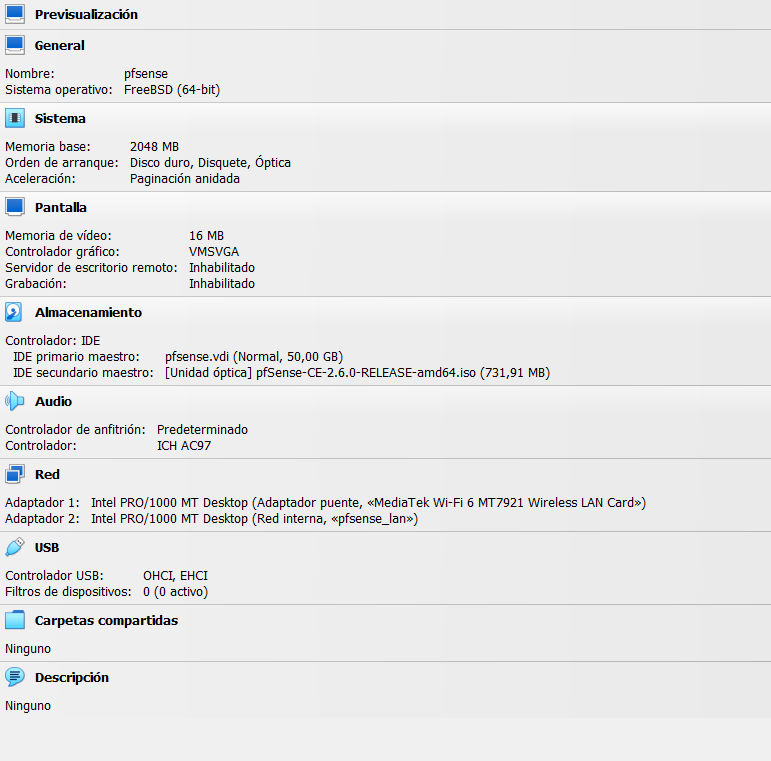 Previsualización
General
Nombre: pfsense
Sistema operativo: FreeBSD (64-bit)
Sistema
Memoria base: 2048 MB
Orden de arranque: Disco duro, Disquete, Óptica
Aceleración: Paginación anidada
Pantalla
Memoria de vídeo: 16 MB
Controlador gráfico: VMSVGA
Servidor de escritorio remoto: Inhabilitado
Grabación: Inhabilitado
Almacenamiento
Controlador: IDE
IDE primario maestro: pfsense.vdi (Normal, 50,00 GB)
IDE secundario maestro: [Unidad óptica] pfSense-CE-2.6.0-RELEASE-amd64.iso (731,91 MB)
Audio
Controlador de anfitrión: Predeterminado
Controlador: ICH AC97
Red
Adaptador 1: Intel PRO/1000 MT Desktop (Adaptador puente, «MediaTek Wi-Fi 6 MT7921 Wireless LAN Card»)
Adaptador 2: Intel PRO/1000 MT Desktop (Red interna, «pfsense_lan»)
USB
Controlador USB: OHCI, EHCI
Filtros de dispositivos: 0 (0 activo)
Carpetas compartidas
Ninguno
Descripción
Ninguno